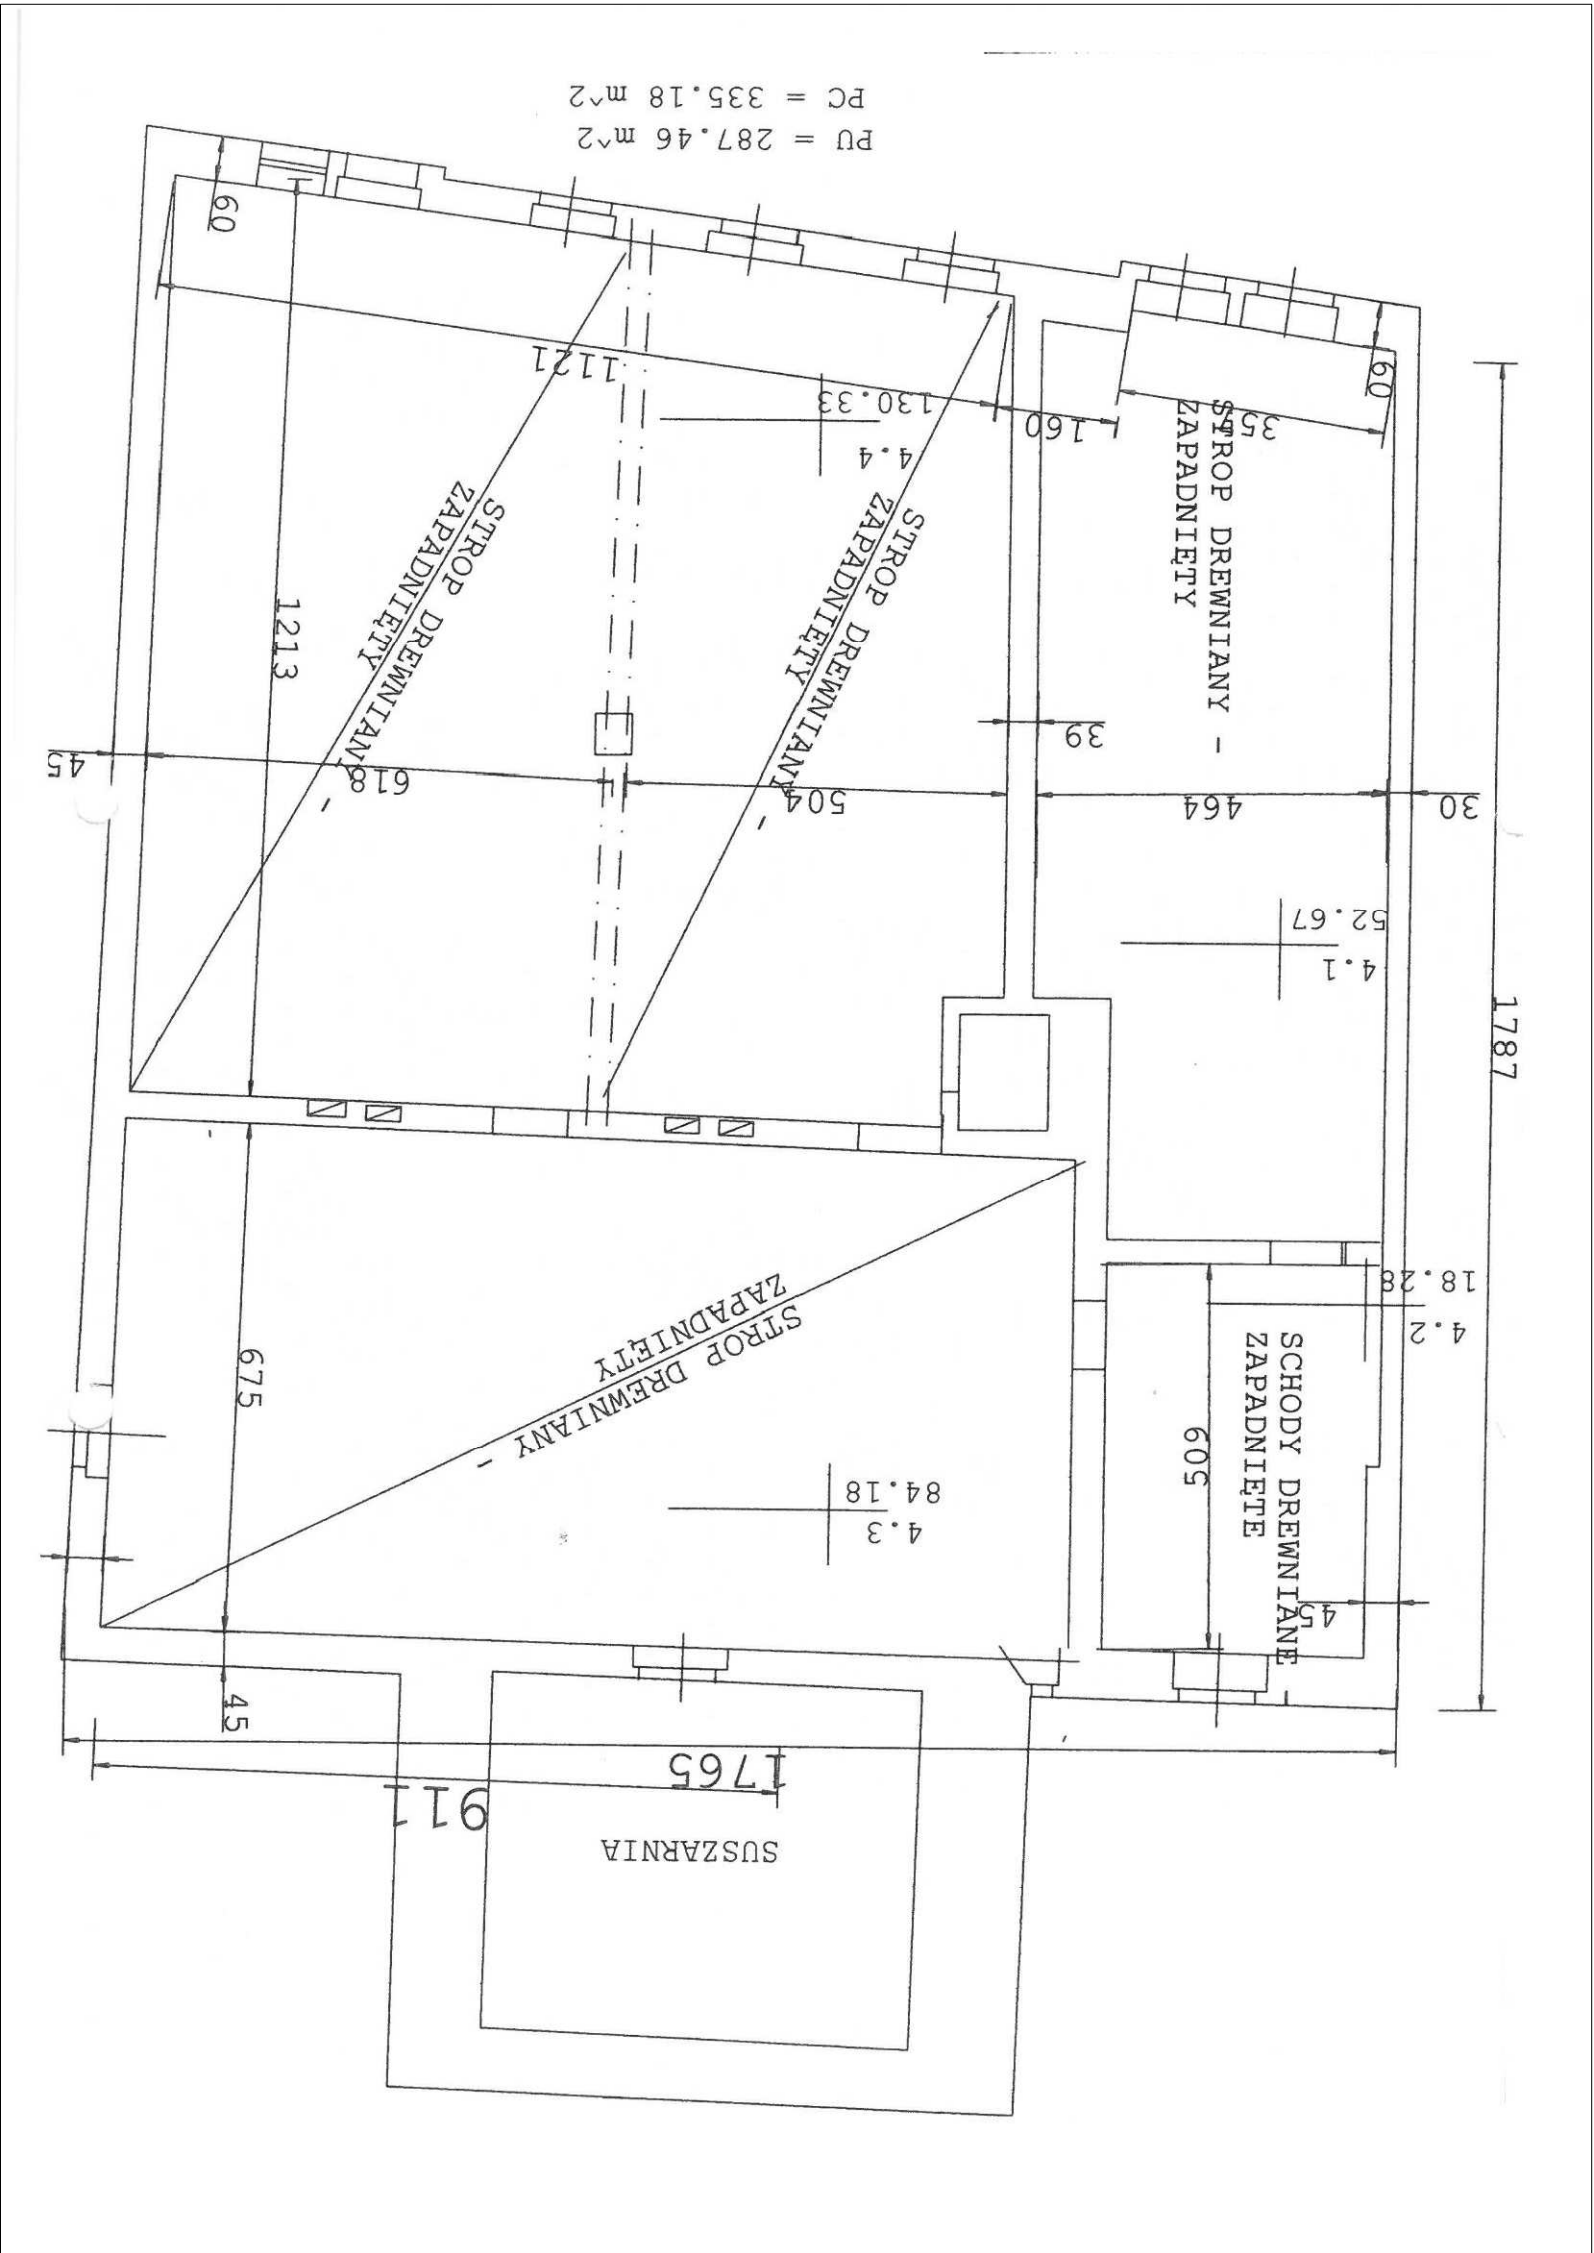 PU = 287.46 m^2
PC = 335.18 m^2
60
1213
1121
130.33
4.4
160
355
60
STROP DREWNIANY -
ZAPADNIĘTY
STROP DREWNIANY -
ZAPADNIĘTY
STROP DREWNIANY -
ZAPADNIĘTY
45
618
504
39
464
30
52.67
4.1
1787
675
STROP DREWNIANY -
ZAPADNIĘTY
84.18
4.3
18.28
4.2
SCHODY DREWNIANE
ZAPADNIĘTE
509
45
45
1765
911
SUSZARNIA